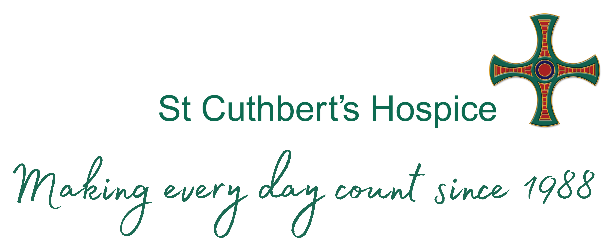 St Cuthbert’s Hospice
Making every day count since 1988